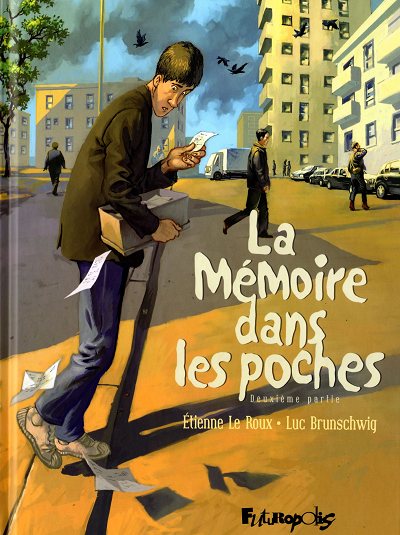 La
Mémoire
dans
les poches
Deuxième partie
Étienne Le Roux • Luc Brunschwig
Futuropolis